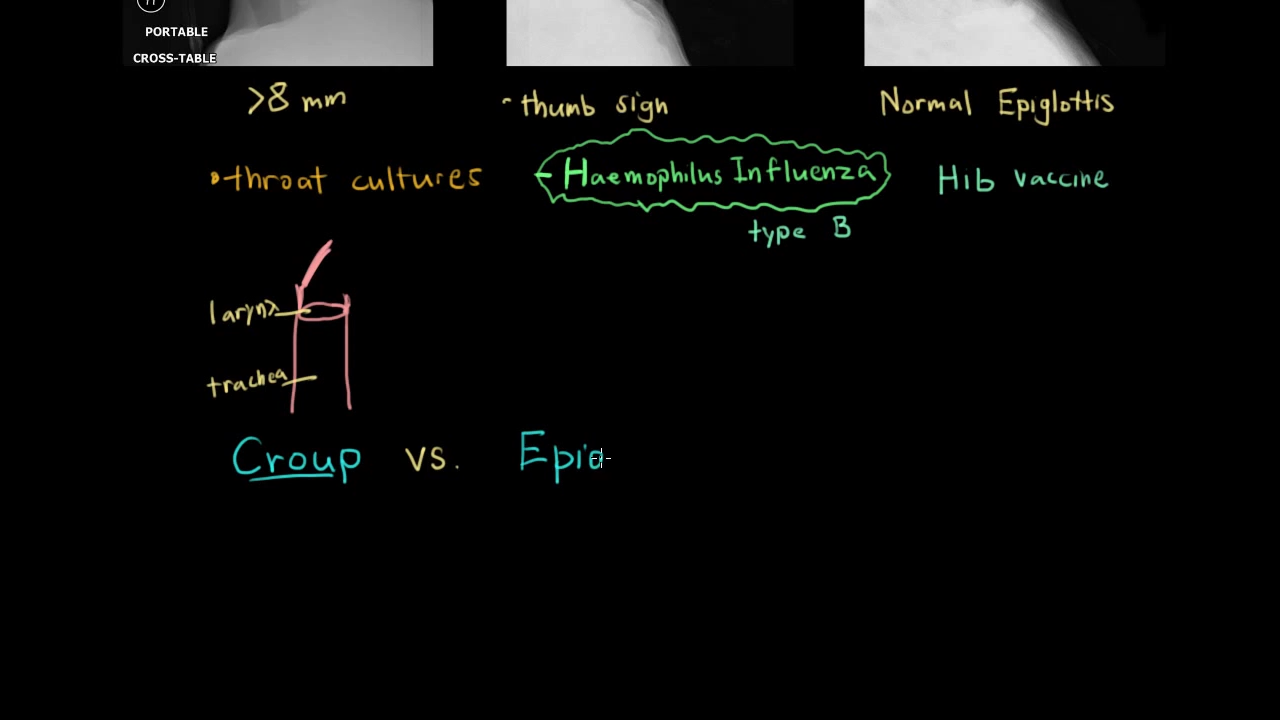 PORTABLE
CROSS-TABLE
>8 mm
- thumb sign
Normal Epiglottis
• throat cultures
- Haemophilus Influenza
Hib vaccine
type B
larynx
trachea
Croup vs. Epig